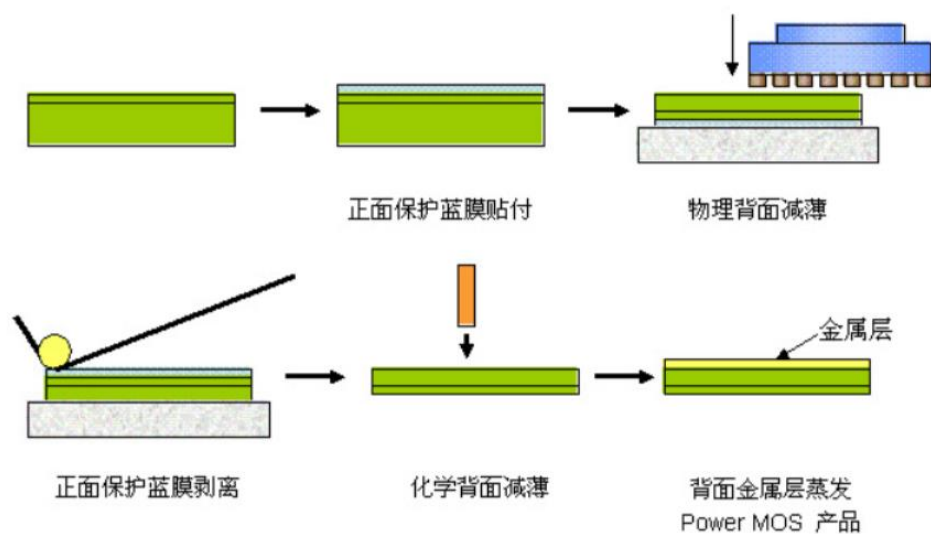 正面保护蓝膜贴付
物理背面减薄
金属层
正面保护蓝膜剥离
化学背面减薄
背面金属层蒸发
Power MOS 产品